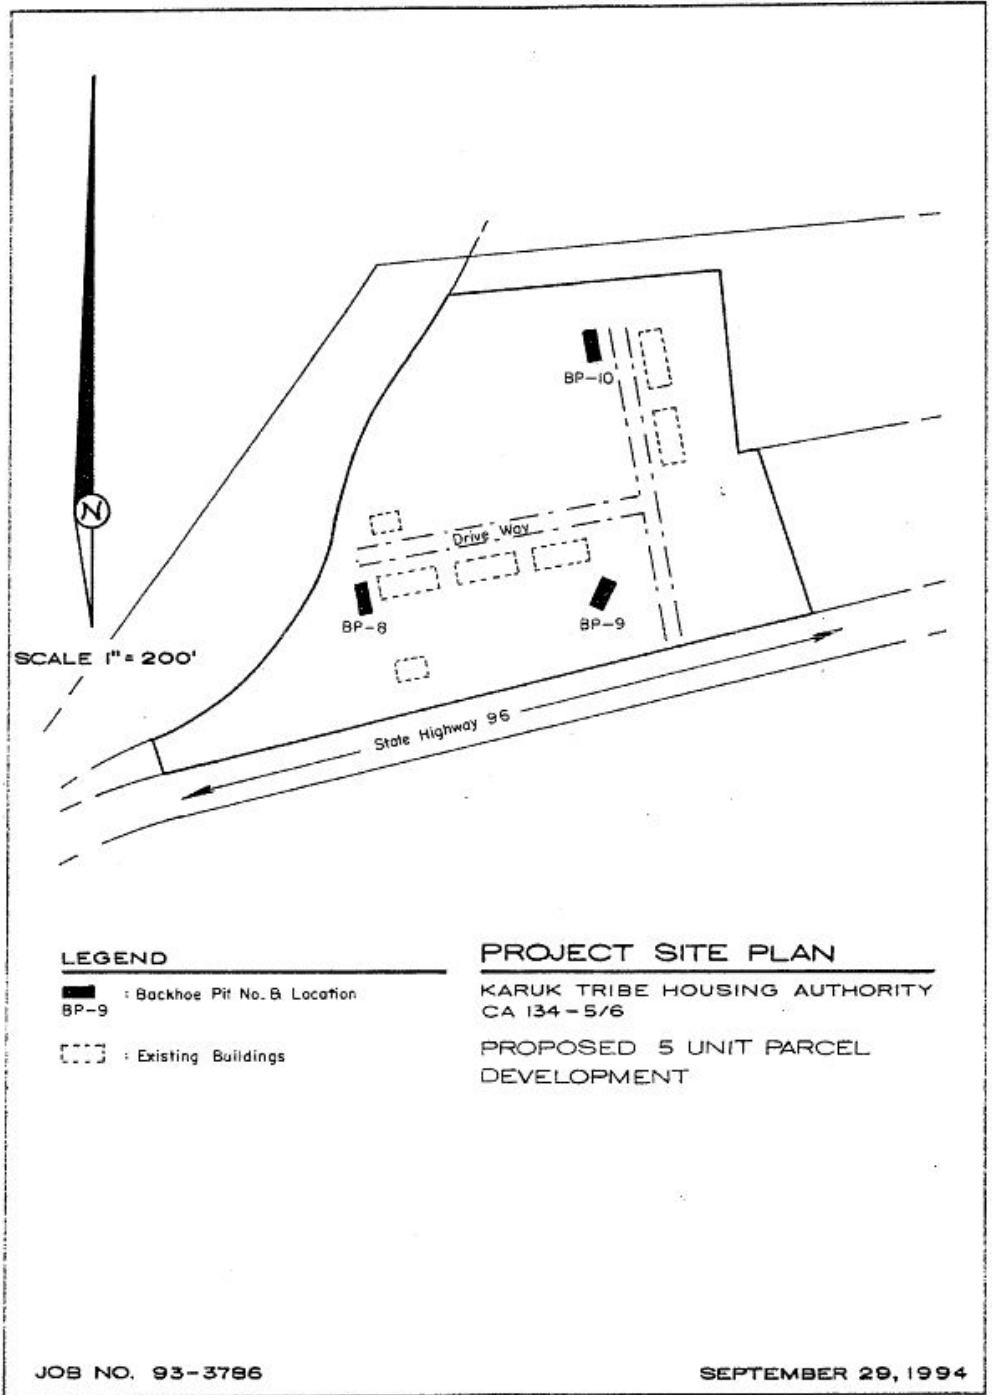 BP-10
N
Drive Way
BP-8
BP-9
SCALE 1"= 200'
State Highway 96
LEGEND
: Backhoe Pit No. & Location
BP-9
: Existing Buildings
PROJECT SITE PLAN
KARUK TRIBE HOUSING AUTHORITY
CA 134-5/6
PROPOSED 5 UNIT PARCEL
DEVELOPMENT
JOB NO. 93-3786
SEPTEMBER 29, 1994